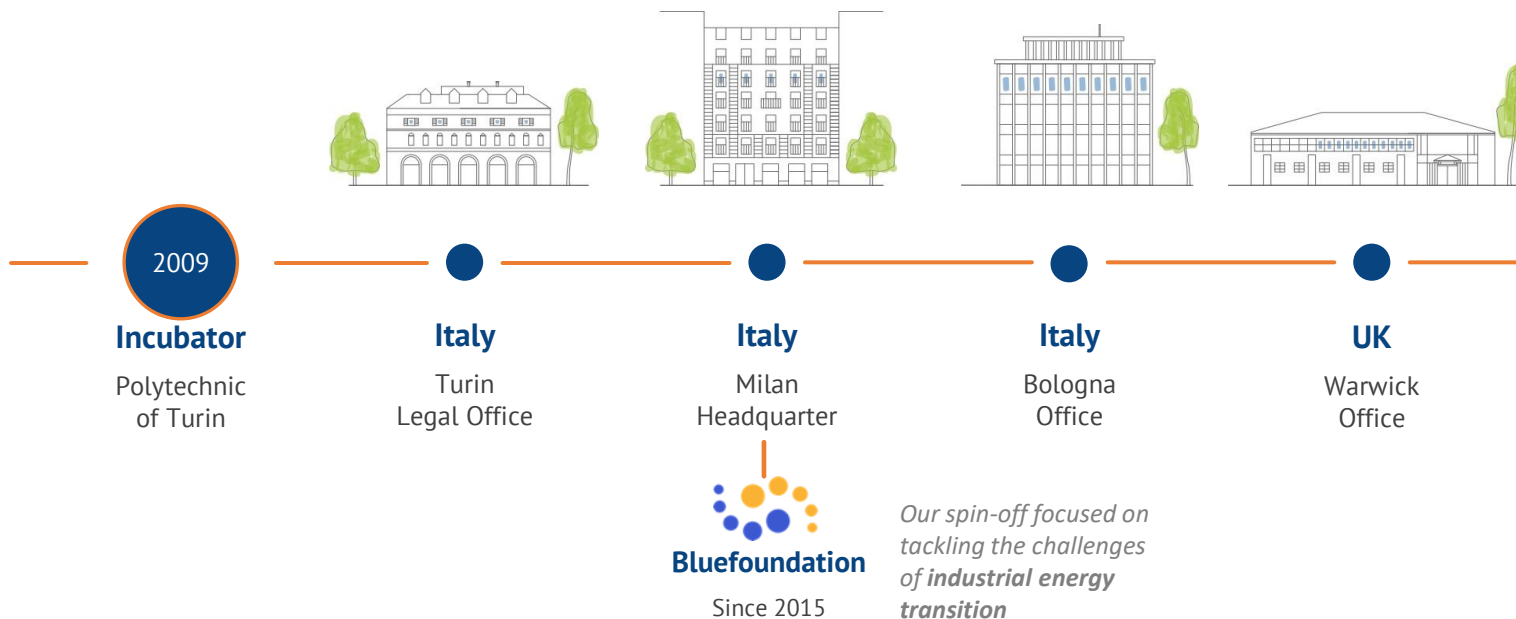 2009
Incubator
Polytechnic
of Turin
Italy
Turin
Legal Office
Italy
Milan
Headquarter
Bluefoundation
Since 2015
Our spin-off focused on
tackling the challenges
of industrial energy
transition
Italy
Bologna
Office
UK
Warwick
Office